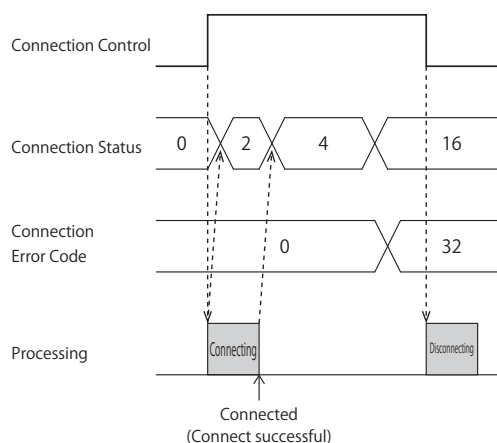 Connection Control
Connection Status
0
2
4
16
Connection
Error Code
0
32
Processing
Connecting
Disconnecting
Connected
(Connect successful)